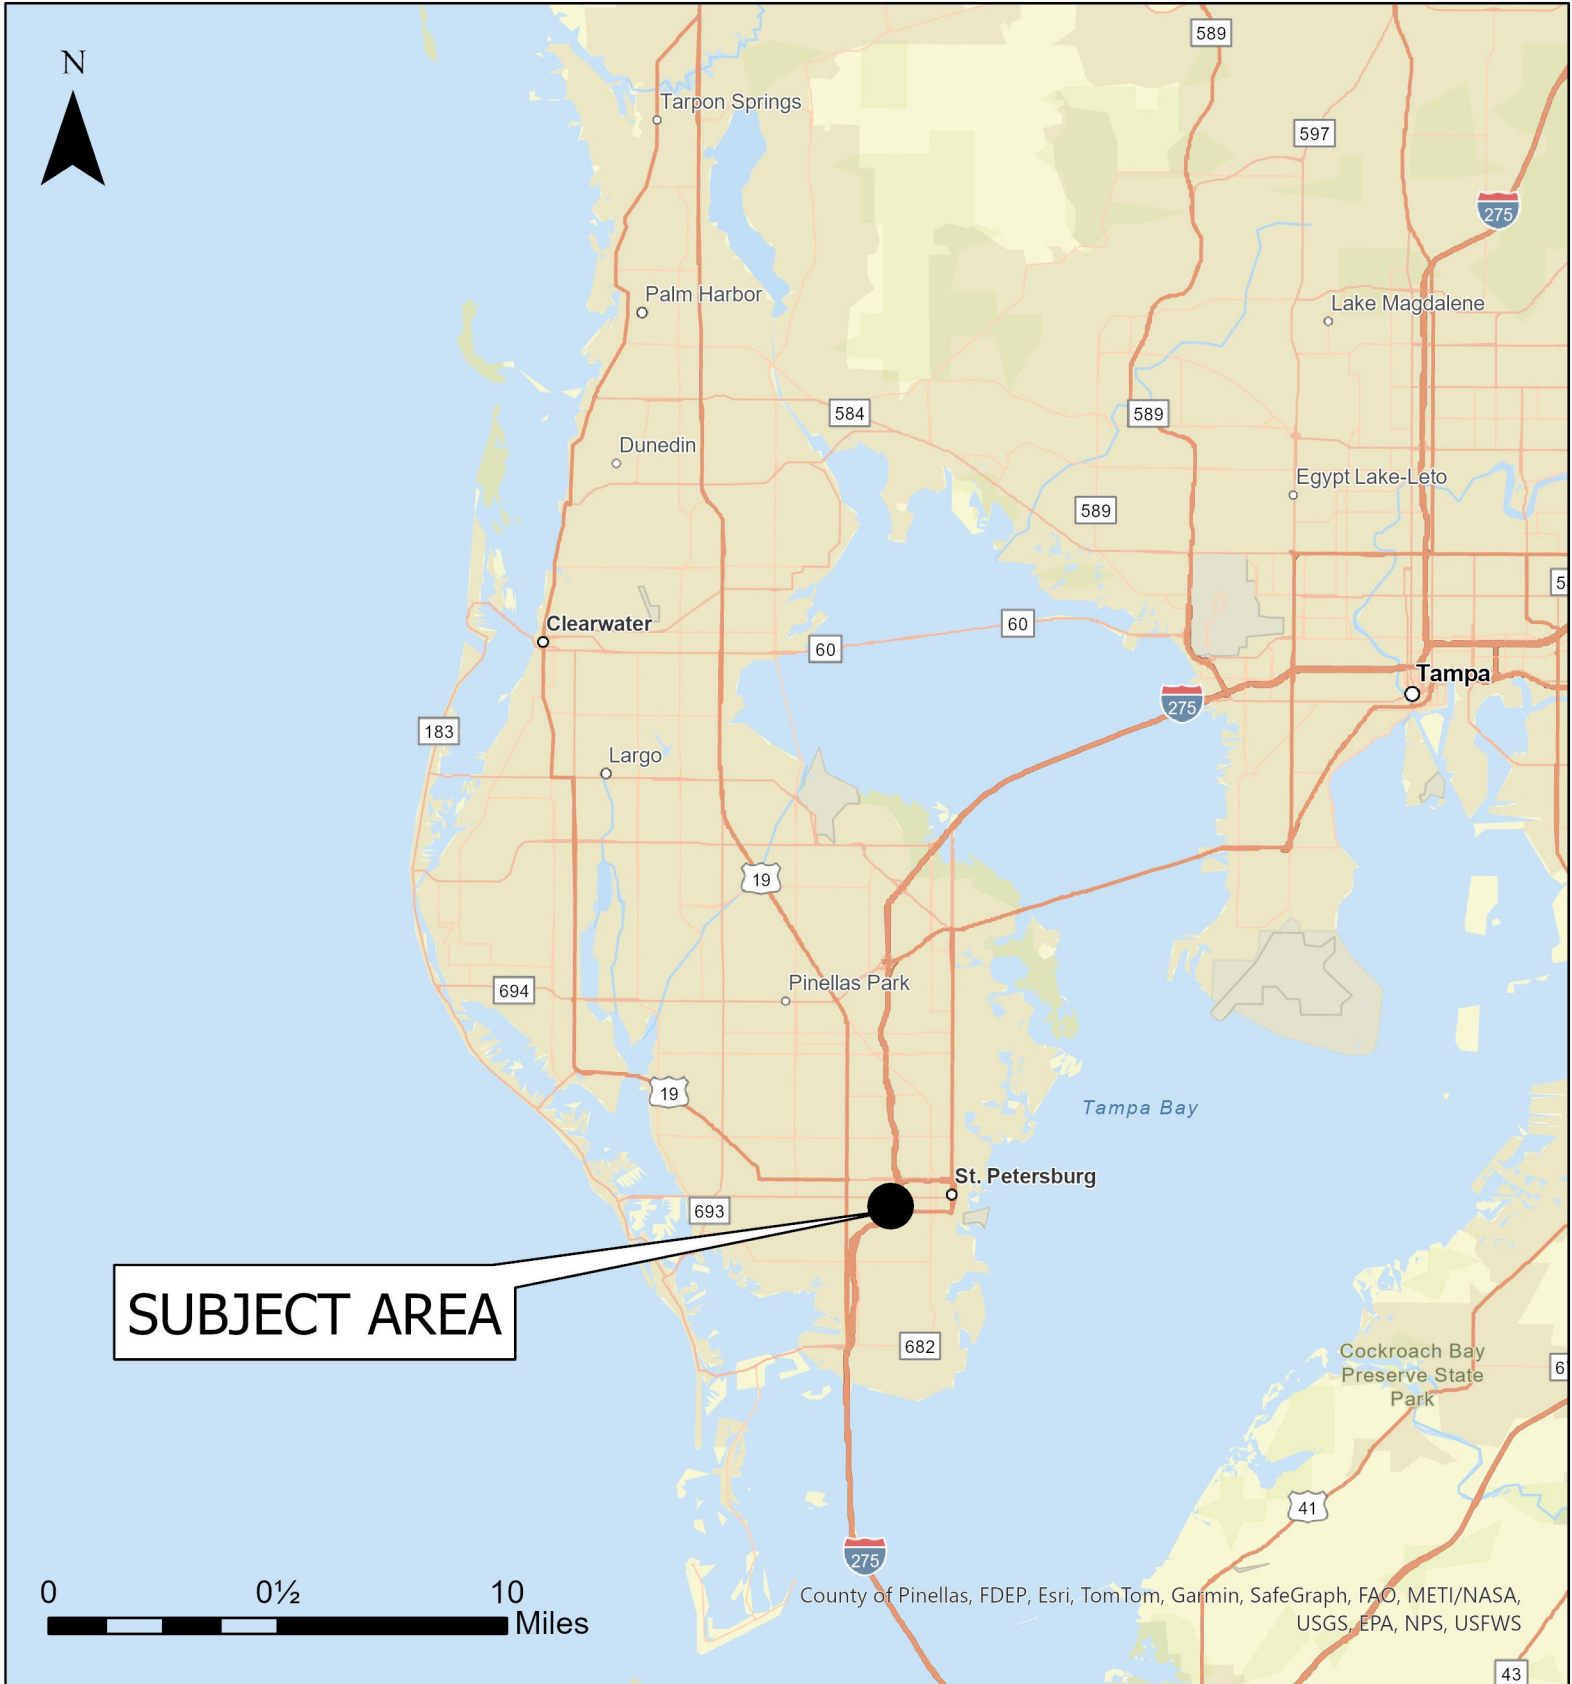 589
N
Tarpon Springs
597
275
Palm Harbor
Lake Magdalene
584
589
Dunedin
Egypt Lake-Leto
589
5
Clearwater
60
60
Tampa
275
183
Largo
19
Pinellas Park
694
19
Tampa Bay
St. Petersburg
693
SUBJECT AREA
682
Cockroach Bay
Preserve State
Park
41
275
0 0½ 10
Miles
County of Pinellas, FDEP, Esri, TomTom, Garmin, SafeGraph, FAO, METI/NASA,
USGS, EPA, NPS, USFWS
43